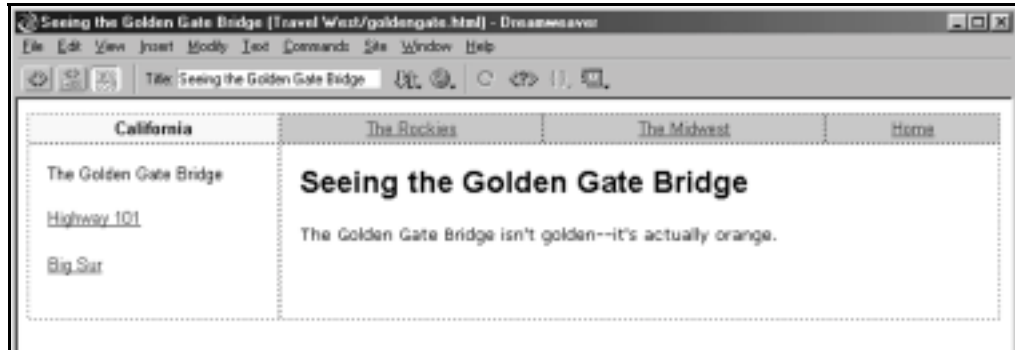 Seeing the Golden Gate Bridge (Travel West/goldengate.html) - Dreamweaver
File Edit View Insert Modify Text Commands Site Window Help
Title: Seeing the Golden Gate Bridge
California The Rockies The Midwest Home
The Golden Gate Bridge
Seeing the Golden Gate Bridge
Highway 101
The Golden Gate Bridge isn't golden--it's actually orange.
Big Sur